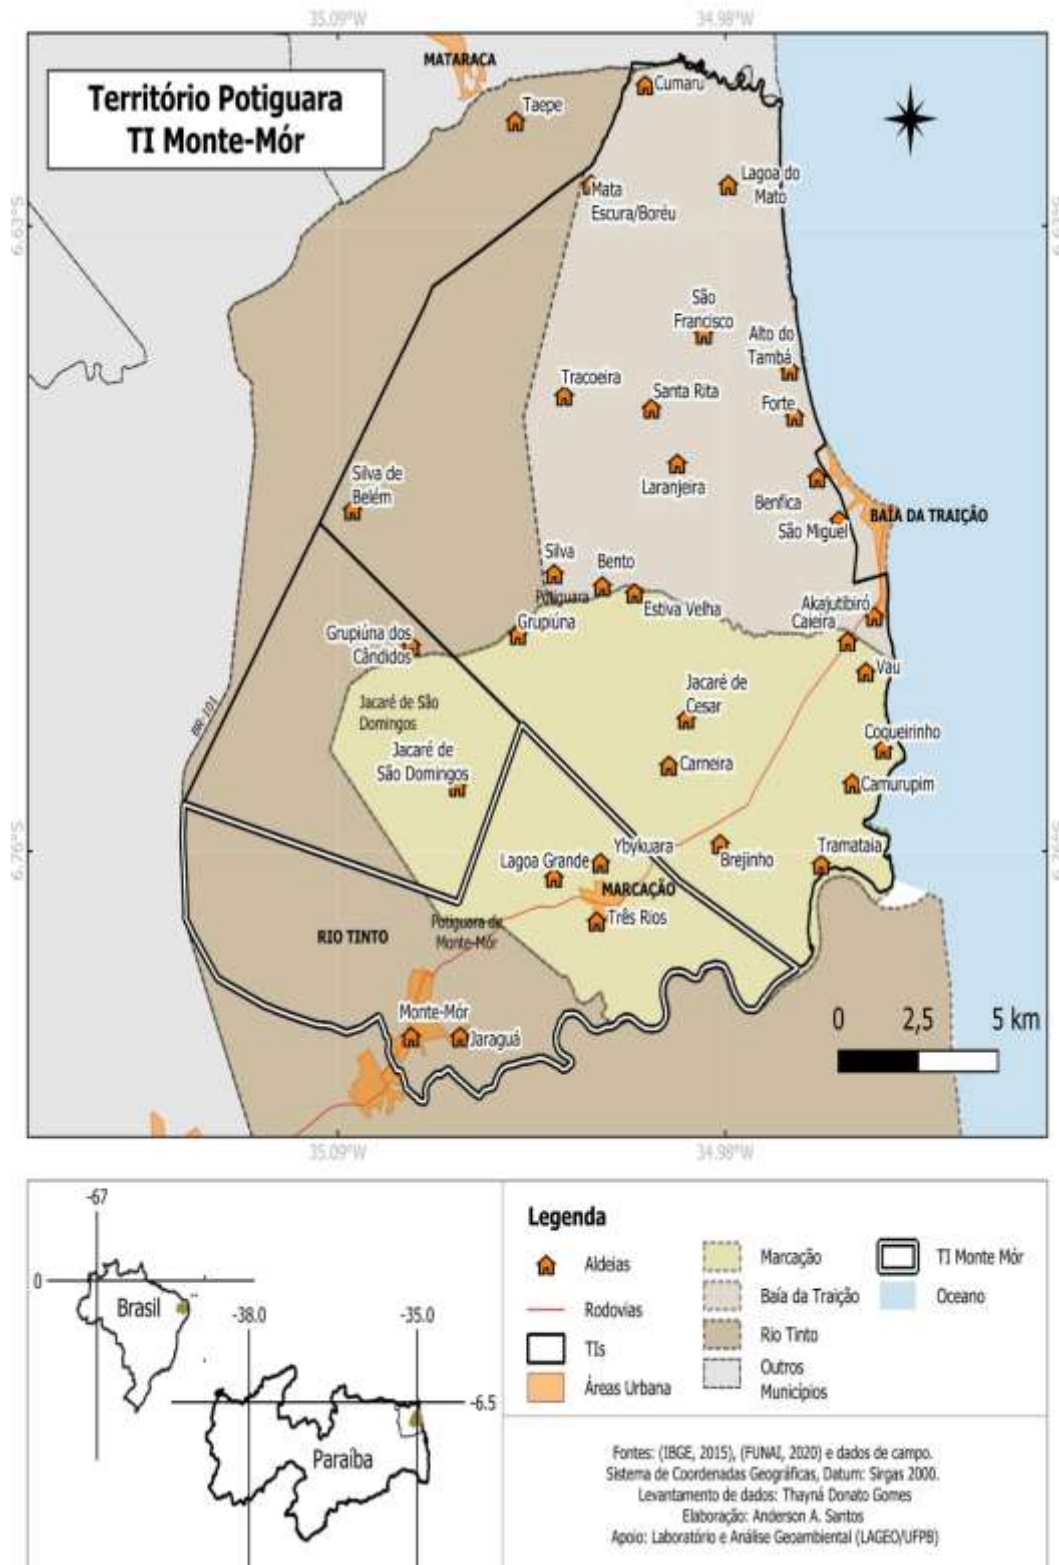 35.09°W
34.98°W
Território Potiguara
TI Monte-Mór
MATARACA
Cumaru
Taepe
Lagoa do
Mato
Mata
Escura/Boréu
6.63°S
6.63°S
São
Francisco
Alto do
Tambá
Tracoeira
Santa Rita
Forte
Silva de
Belém
Laranjeira
Benfica
BAÍA DA TRAIÇÃO
São Miguel
Silva
Bento
Potiguara
Estiva Velha
Akajutibiró
Caieira
Grupiúna
Grupiúna dos
Cândidos
Vau
Jacaré de
Cesar
Jacaré de São
Domingos
BR-101
Coqueirinho
Jacaré de
São Domingos
Carneira
Camurupim
6.76°S
6.76°S
Ybykuara
Brejinho
Tramataia
Lagoa Grande
MARCAÇÃO
Três Rios
Potiguara de
Monte-Mór
RIO TINTO
Monte-Mór
Jaraguá
0 2,5 5 km
35.09°W
34.98°W
-67
0
Brasil
-38.0
-35.0
-6.5
Paraíba
Legenda
Aldeias
Rodovias
TIs
Áreas Urbana
Marcação
Baía da Traição
Rio Tinto
Outros
Municípios
TI Monte Mór
Oceano
Fontes: (IBGE, 2015), (FUNAI, 2020) e dados de campo.
Sistema de Coordenadas Geográficas, Datum: Sirgas 2000.
Levantamento de dados: Thayná Donato Gomes
Elaboração: Anderson A. Santos
Apoio: Laboratório e Análise Geoambiental (LAGEO/UFPB)